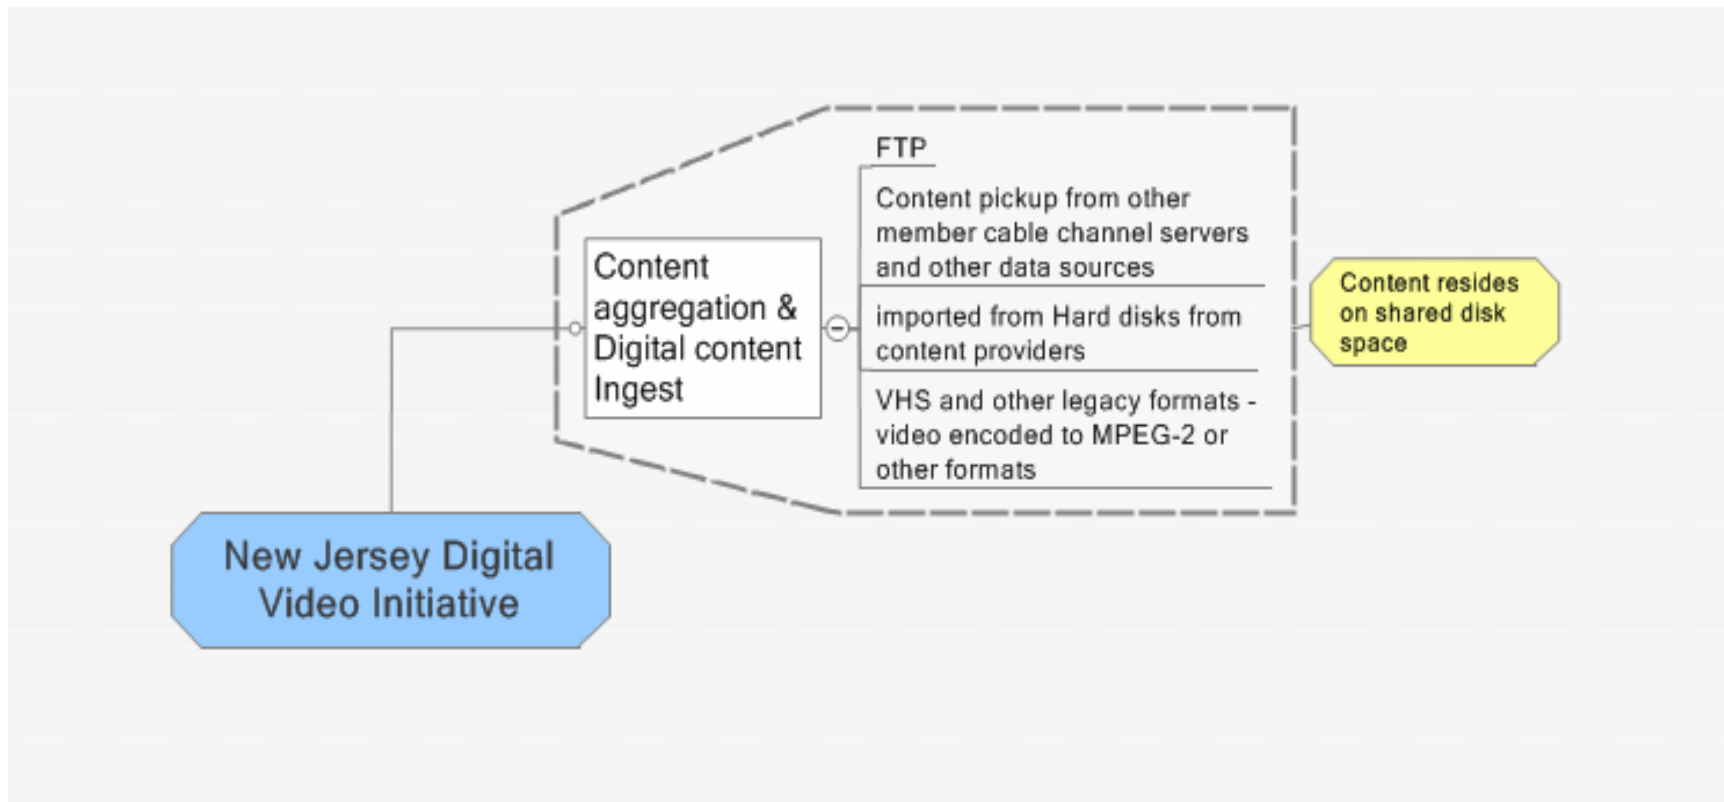 FTP
Content pickup from other
member cable channel servers
and other data sources
Content
aggregation &
Digital content
Ingest
imported from Hard disks from
content providers
VHS and other legacy formats -
video encoded to MPEG-2 or
other formats
Content resides
on shared disk
space
New Jersey Digital
Video Initiative